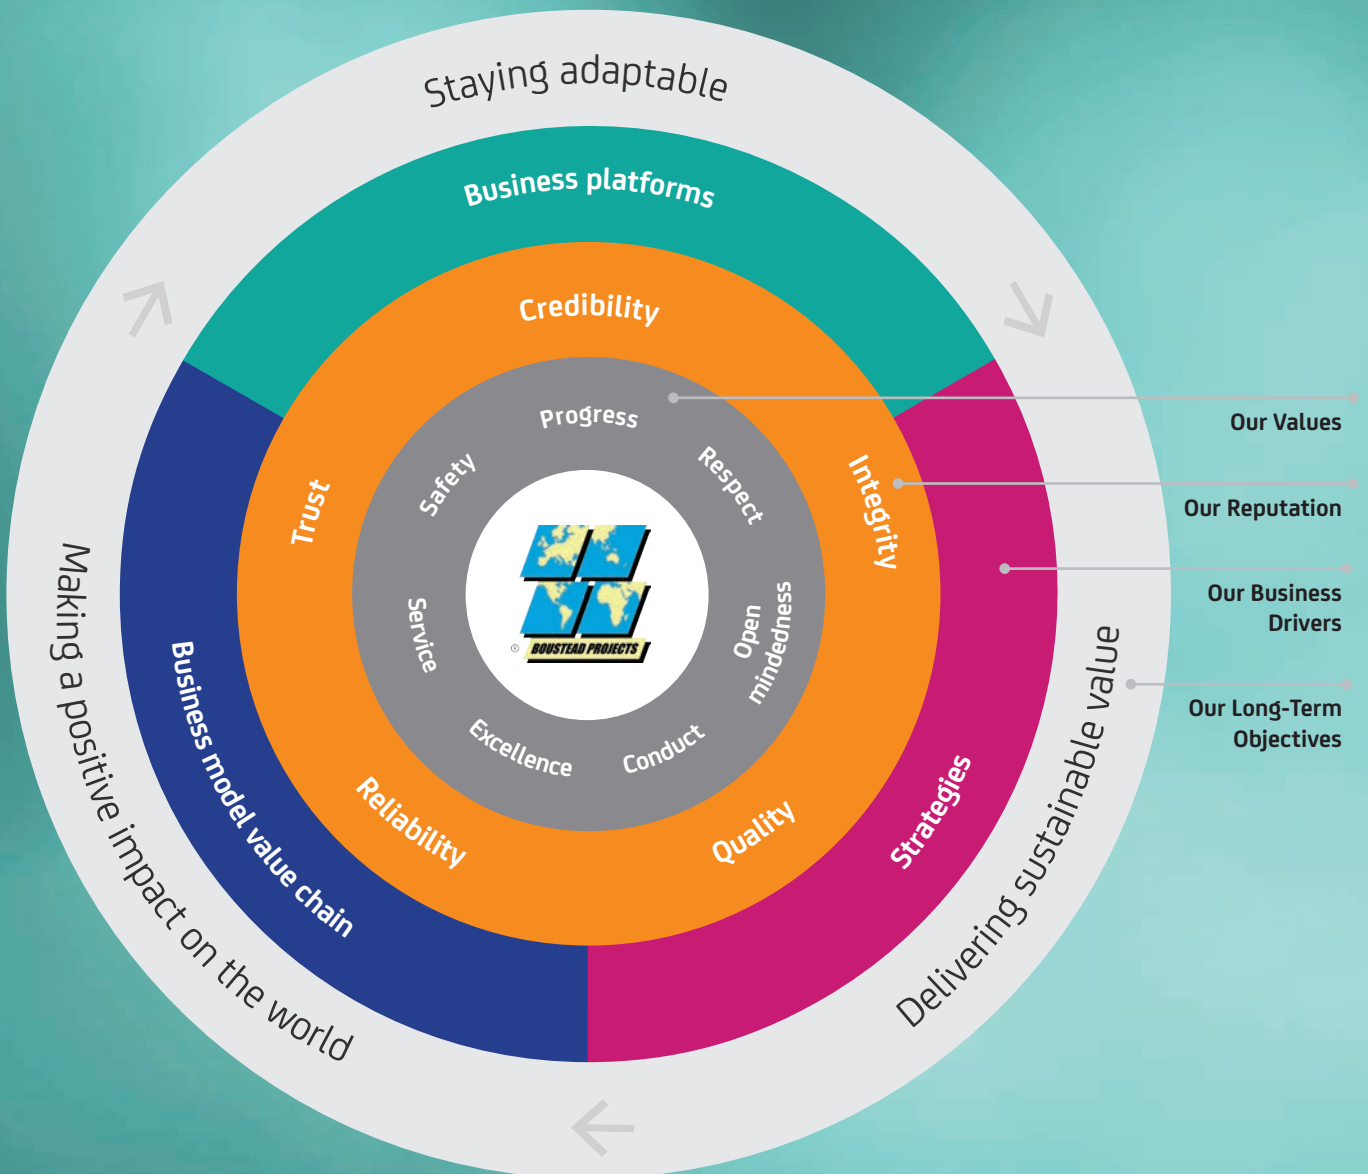 Staying adaptable
Business platforms
Credibility
Progress
Respect
Safety
Our Values
Integrity
Trust
Our Reputation
Open
mindedness
Service
Our Business
Drivers
® BOUSTEAD PROJECTS
Excellence
Conduct
Our Long-Term
Objectives
Reliability
Quality
Strategies
Business model value chain
Delivering sustainable value
Making a positive impact on the world